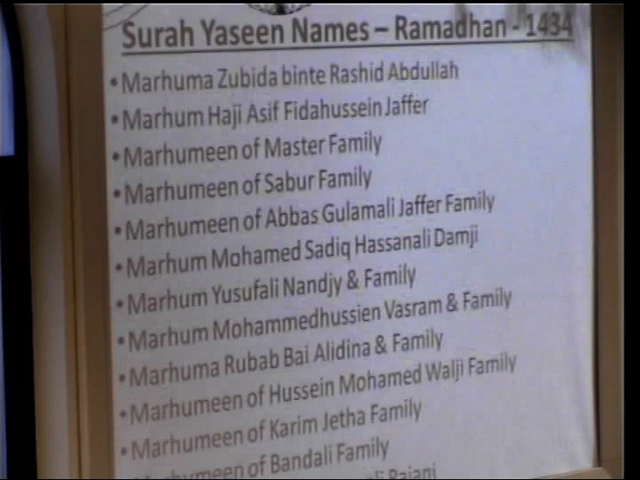 Surah Yaseen Names – Ramadhan - 1434
• Marhuma Zubida binte Rashid Abdullah
• Marhum Haji Asif Fidahussein Jaffer
• Marhumeen of Master Family
• Marhumeen of Sabur Family
• Marhumeen of Abbas Gulamali Jaffer Family
• Marhum Mohamed Sadiq Hassanali Damji
• Marhum Yusufali Nandjy & Family
• Marhum Mohammedhussien Vasram & Family
• Marhuma Rubab Bai Alidina & Family
• Marhumeen of Hussein Mohamed Walji Family
• Marhumeen of Karim Jetha Family
• Marhumeen of Bandali Family
Rajani